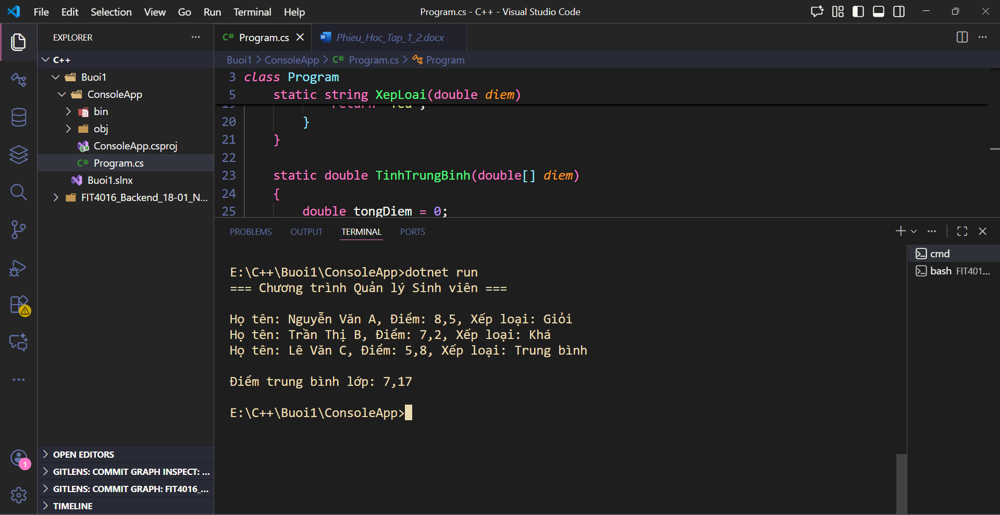 File Edit Selection View Go Run Terminal Help
Program.cs - C++ - Visual Studio Code
EXPLORER
C++
Buoi1
ConsoleApp
bin
obj
ConsoleApp.csproj
C# Program.cs
Buoi1.slnx
FIT4016_Backend_18-01_N...
OPEN EDITORS
GITLENS: COMMIT GRAPH INSPECT: ...
GITLENS: COMMIT GRAPH: FIT4016_...
TIMELINE
1
C# Program.cs
Phieu_Hoc_Tap_1_2.docx
Buoi1 > ConsoleApp > C# Program.cs > Program
3 class Program
5 static string XepLoai(double diem)
20 }
21 }
22
23 static double TinhTrungBinh(double[] diem)
24 {
25 double tongDiem = 0;
PROBLEMS OUTPUT TERMINAL PORTS
E:\C++\Buoi1\ConsoleApp>dotnet run
=== Chương trình Quản lý Sinh viên ===
Họ tên: Nguyễn Văn A, Điểm: 8,5, Xếp loại: Giỏi
Họ tên: Trần Thị B, Điểm: 7,2, Xếp loại: Khá
Họ tên: Lê Văn C, Điểm: 5,8, Xếp loại: Trung bình
Điểm trung bình lớp: 7,17
E:\C++\Buoi1\ConsoleApp>
cmd
bash FIT401...